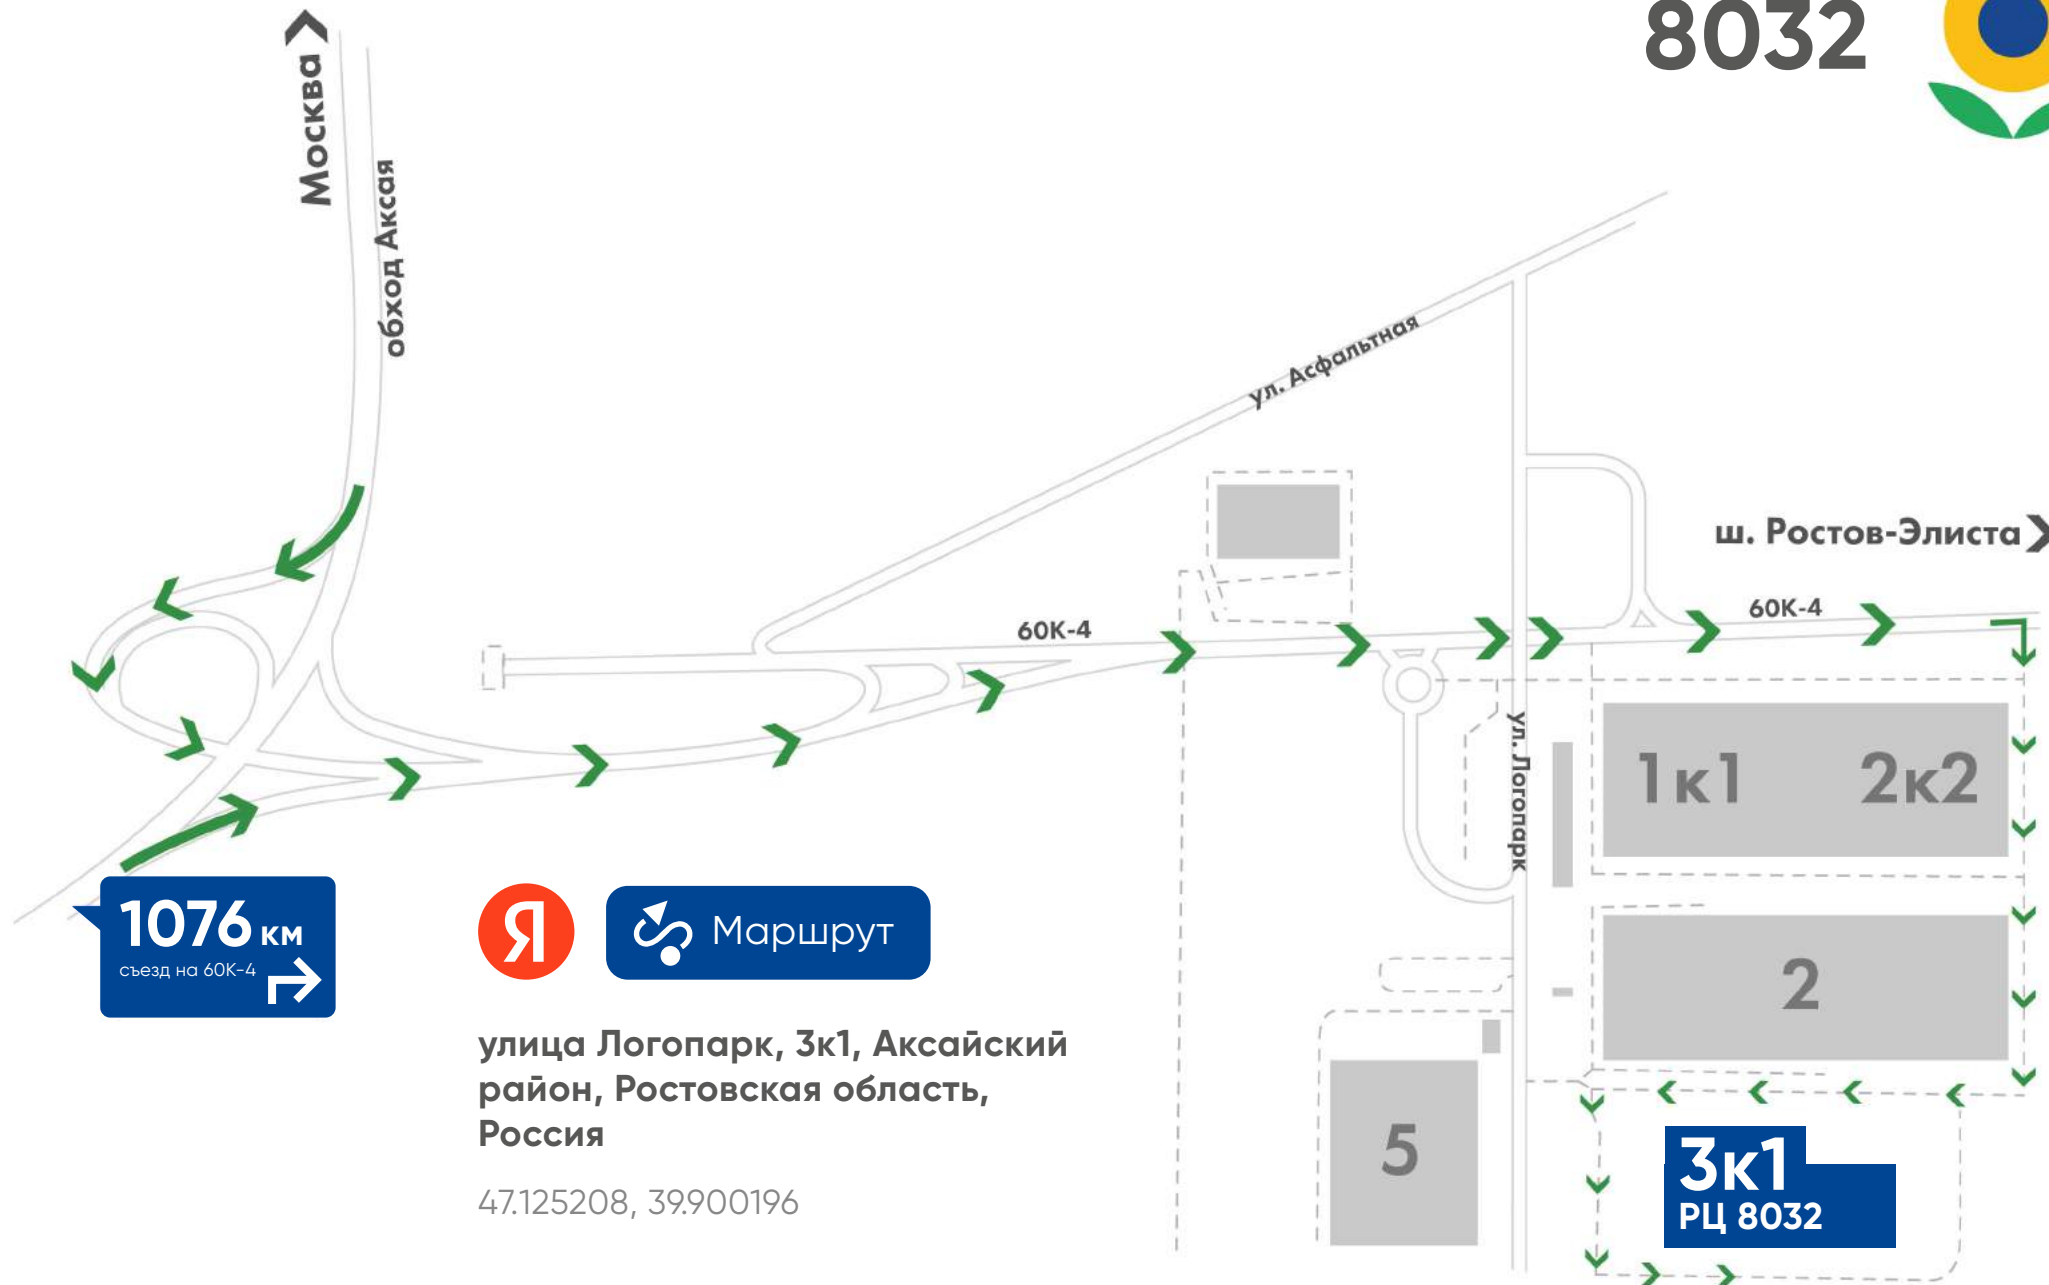 8032
Москва
обход Аксая
ул. Асфальтная
ш. Ростов-Элиста
60К-4
60К-4
ул. Логопарк
1к1
2к2
2
5
3к1
РЦ 8032
1076 км
съезд на 60К-4
Я
Маршрут
улица Логопарк, 3к1, Аксайский
район, Ростовская область,
Россия
47.125208, 39.900196